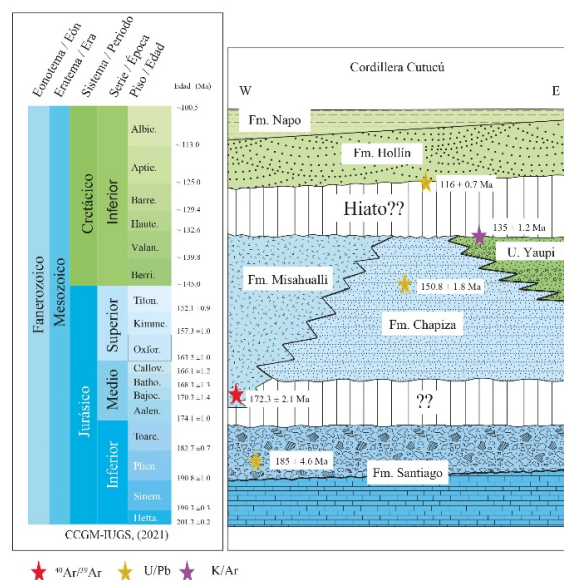 Eonotema / Eón
Eratema / Era
Sistema / Período
Serie / Época
Piso / Edad
Edad (Ma)
Fanerozoico
Mesozoico
Cretácico
Jurásico
Inferior
Superior
Medio
Inferior
Albic.
Aptic.
Barre.
Haute.
Valan.
Berri.
Titon.
Kimme.
Oxfor.
Callov.
Batho.
Bajoc.
Aalen.
Toarc.
Plien.
Sinem.
Hetta.
~100.5
~113.0
~125.0
~129.4
~132.6
~139.8
~145.0
152.1 ±0.9
157.3 ±1.0
163.5 ±1.0
166.1 ±1.2
168.3 ±1.3
170.3 ±1.4
174.1 ±1.0
182.7 ±0.7
190.8 ±1.0
199.3 ±0.3
201.3 ±0.2
CCGM-IUGS, (2021)
Cordillera Cutucú
W
E
Fm. Napo
Fm. Hollín
116 ± 0.7 Ma
Hiato??
135 ± 1.2 Ma
U. Yaupi
Fm. Misahuallí
150.8 ± 1.8 Ma
Fm. Chapiza
172.3 ± 2.1 Ma
??
185 ± 4.6 Ma
Fm. Santiago
⁴⁰Ar/³⁹Ar
U/Pb
K/Ar